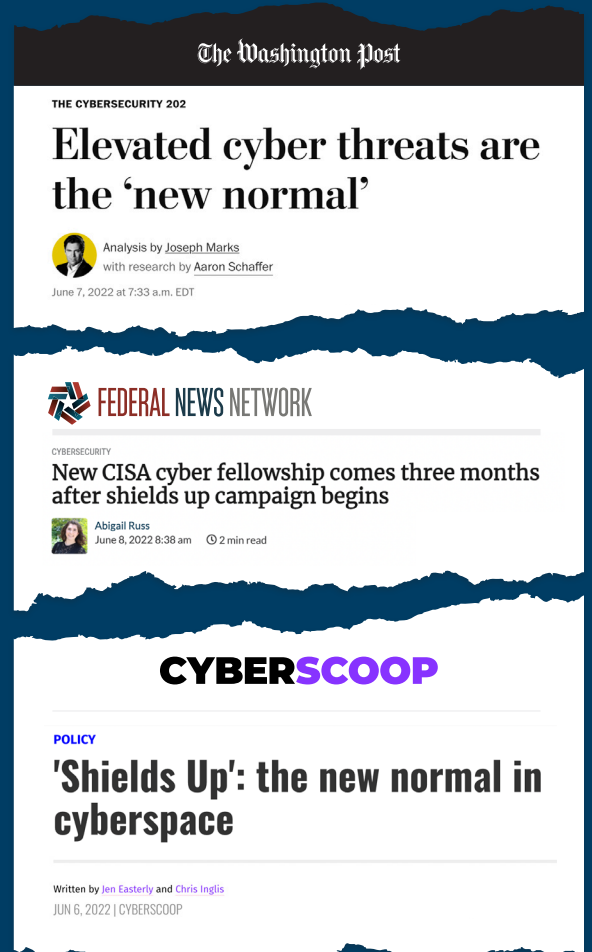 The Washington Post
THE CYBERSECURITY 202
Elevated cyber threats are
the ‘new normal’
Analysis by Joseph Marks
with research by Aaron Schaffer
June 7, 2022 at 7:33 a.m. EDT
FEDERAL NEWS NETWORK
CYBERSECURITY
New CISA cyber fellowship comes three months
after shields up campaign begins
Abigail Russ
June 8, 2022 8:38 am 2 min read
CYBERSCOOP
POLICY
'Shields Up': the new normal in
cyberspace
Written by Jen Easterly and Chris Inglis
JUN 6, 2022 | CYBERSCOOP